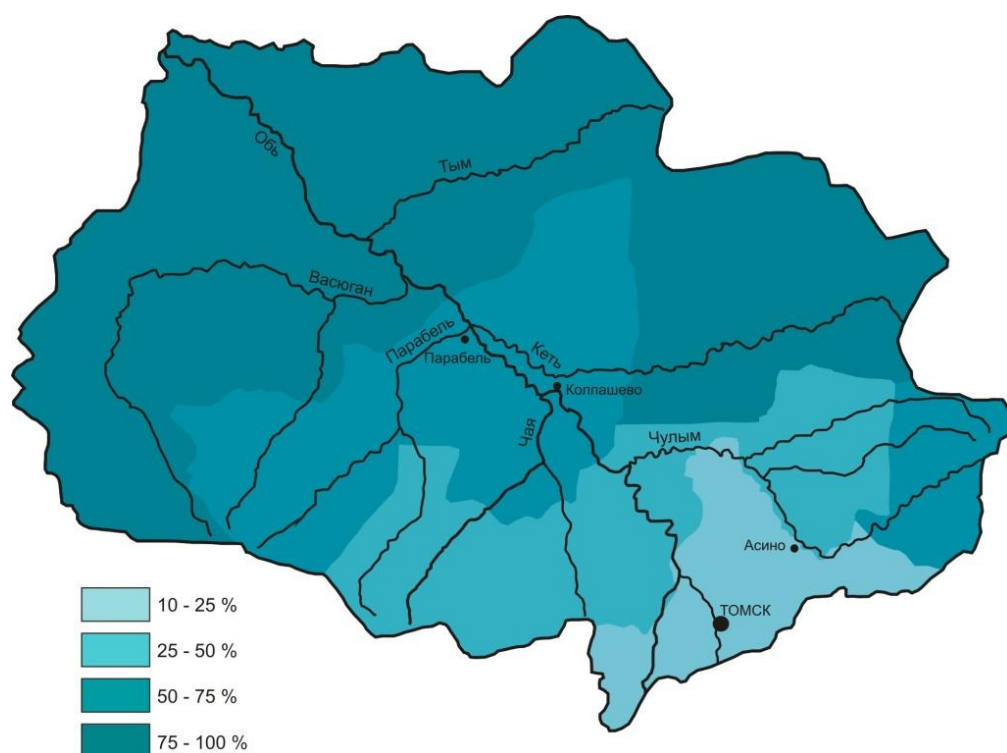 Обь
Тым
Васюган
Парабель
Парабель
Кеть
Колпашево
Чая
Чулым
Асино
ТОМСК
10 - 25 %
25 - 50 %
50 - 75 %
75 - 100 %